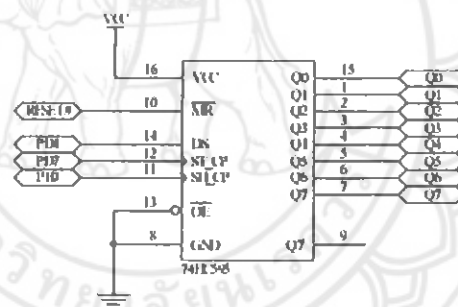 VCC
16 VCC Q0 15 Q0
Q1 1 Q1
10 MR Q2 2 Q2
Q3 3 Q3
14 DS 4 Q4
12 ST_CP Q5 5 Q5
11 SH_CP Q6 6 Q6
Q7 7 Q7
13 OE
8 GND Q7 9
74HC595